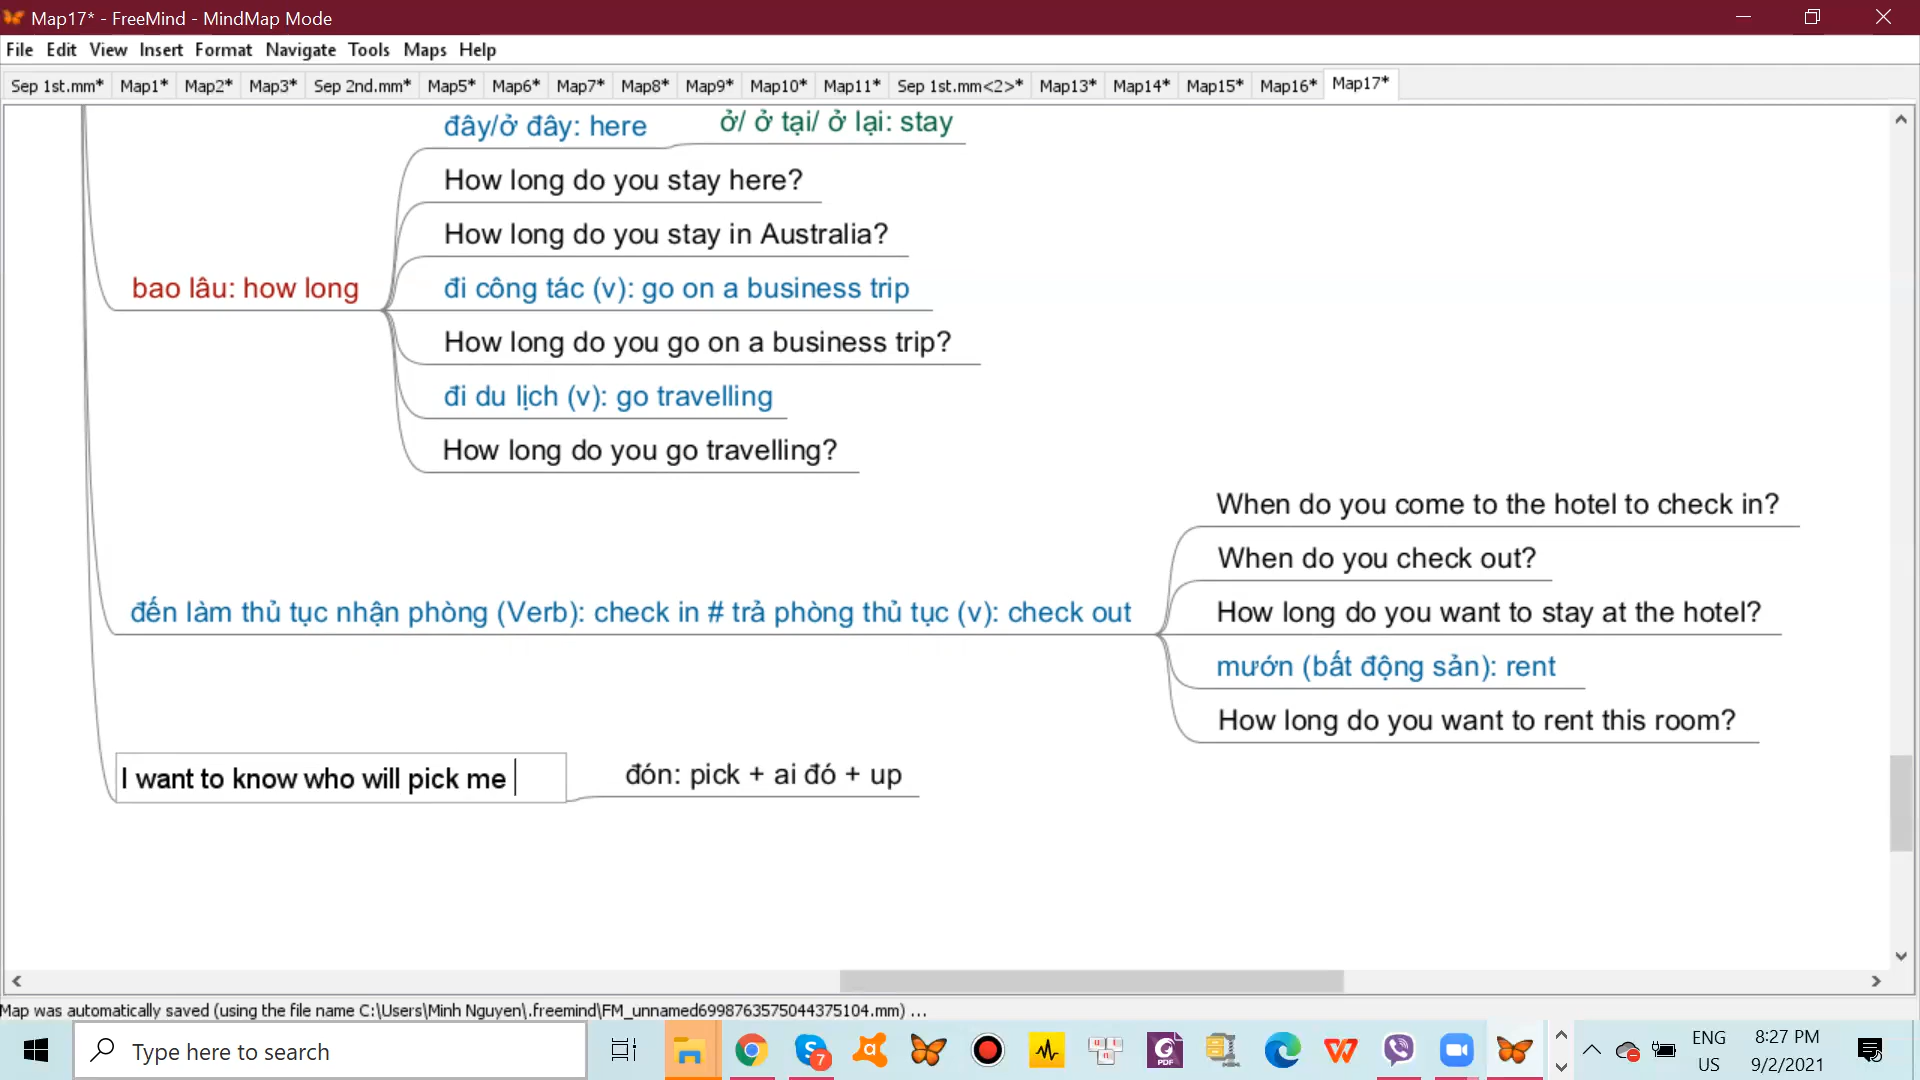 Map17* - FreeMind - MindMap Mode
File Edit View Insert Format Navigate Tools Maps Help
Sep 1st.mm* Map1* Map2* Map3* Sep 2nd.mm* Map5* Map6* Map7* Map8* Map9* Map10* Map11* Sep 1st.mm<2>* Map13* Map14* Map15* Map16* Map17*
đây/ở đây: here
ở/ ở tại/ ở lại: stay
How long do you stay here?
How long do you stay in Australia?
bao lâu: how long
đi công tác (v): go on a business trip
How long do you go on a business trip?
đi du lịch (v): go travelling
How long do you go travelling?
When do you come to the hotel to check in?
When do you check out?
đến làm thủ tục nhận phòng (Verb): check in # trả phòng thủ tục (v): check out
How long do you want to stay at the hotel?
mướn (bất động sản): rent
How long do you want to rent this room?
I want to know who will pick me
đón: pick + ai đó + up
Map was automatically saved (using the file name C:\Users\Minh Nguyen\.freemind\FM_unnamed6998763575044375104.mm) ...
Type here to search
7
ENG
US
8:27 PM
9/2/2021